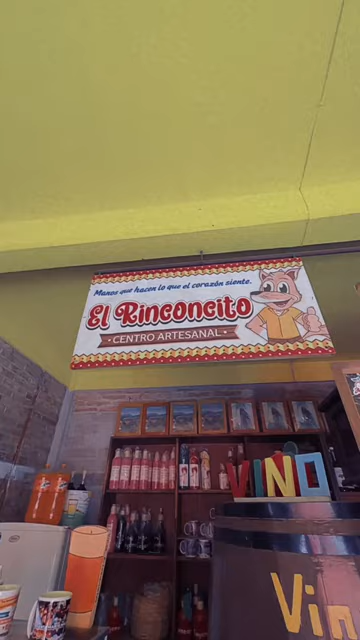 Manos que hacen lo que el corazón siente.
El Rinconcito
• CENTRO ARTESANAL •
VINO
Vin